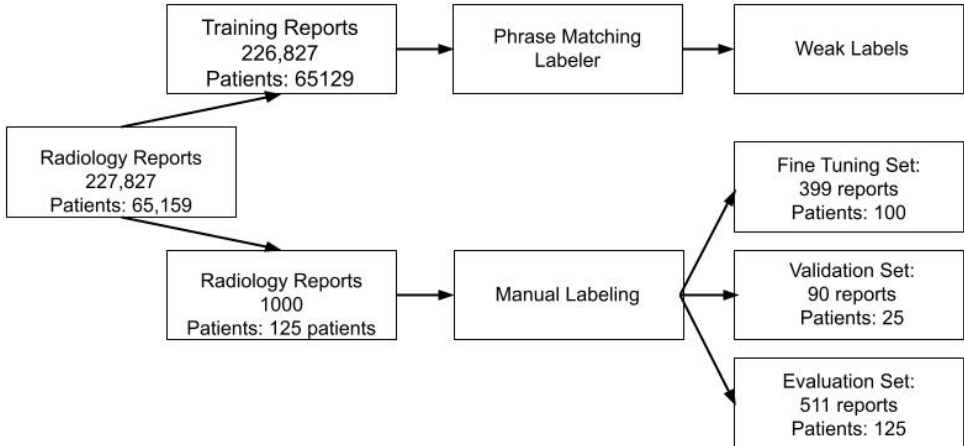 Training Reports
226,827
Patients: 65129
Phrase Matching
Labeler
Weak Labels
Radiology Reports
227,827
Patients: 65,159
Fine Tuning Set:
399 reports
Patients: 100
Radiology Reports
1000
Patients: 125 patients
Manual Labeling
Validation Set:
90 reports
Patients: 25
Evaluation Set:
511 reports
Patients: 125